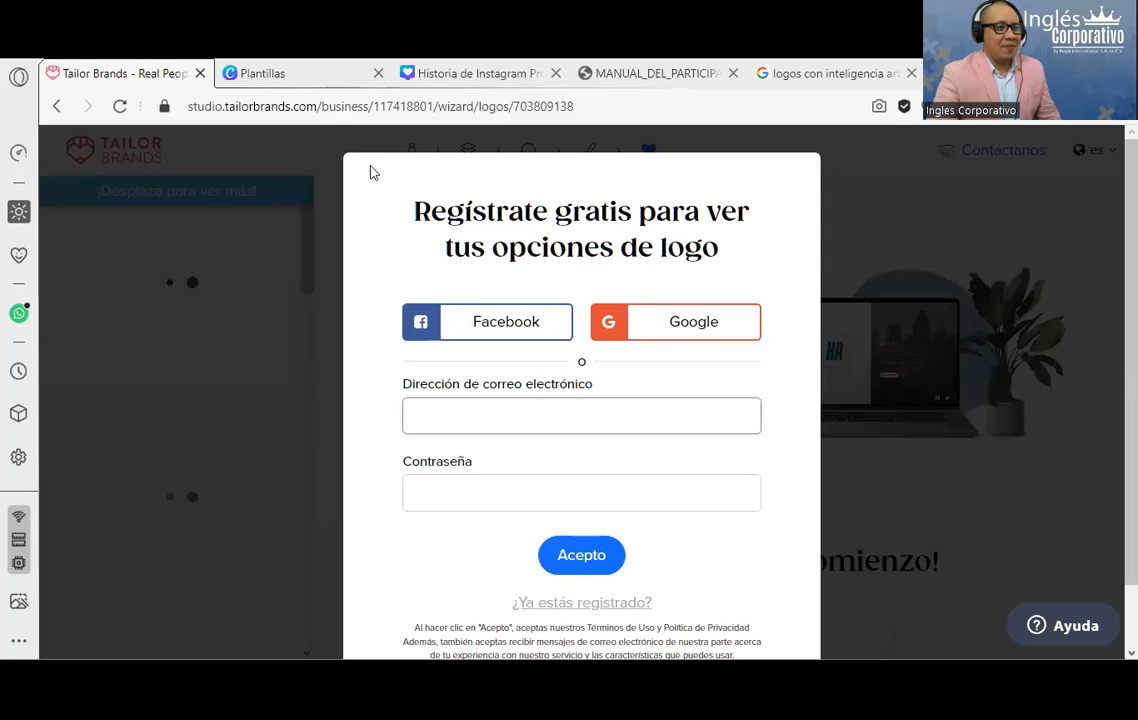 Tailor Brands - Real Peop
Plantillas
Historia de Instagram Pr
MANUAL_DEL_PARTICIPA
logos con inteligencia art
studio.tailorbrands.com/business/117418801/wizard/logos/703809138
Inglés
Corporativo
Ingles Corporativo
TAILOR
BRANDS
Contáctanos
es
¡Desplaza para ver más!
Regístrate gratis para ver
tus opciones de logo
Facebook
Google
o
Dirección de correo electrónico
Contraseña
Acepto
¿Ya estás registrado?
Al hacer clic en "Acepto", aceptas nuestros Términos de Uso y Política de Privacidad
Además, también aceptas recibir mensajes de correo electrónico de nuestra parte acerca
de tu experiencia con nuestro servicio y las características que puedes usar.
KA
omienzo!
Ayuda